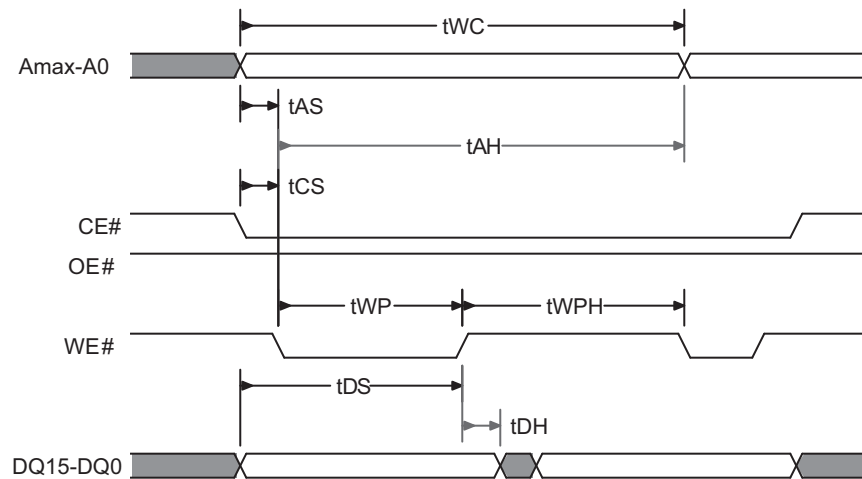 tWC
Amax-A0
tAS
tAH
tCS
CE#
OE#
tWP
tWPH
WE#
tDS
tDH
DQ15-DQ0